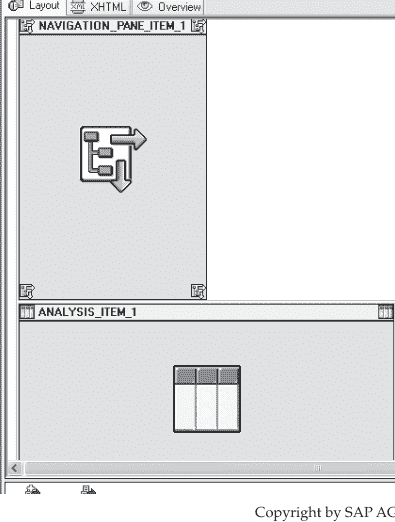 Layout XHTML Overview
NAVIGATION_PANE_ITEM_1
ANALYSIS_ITEM_1
Copyright by SAP AG